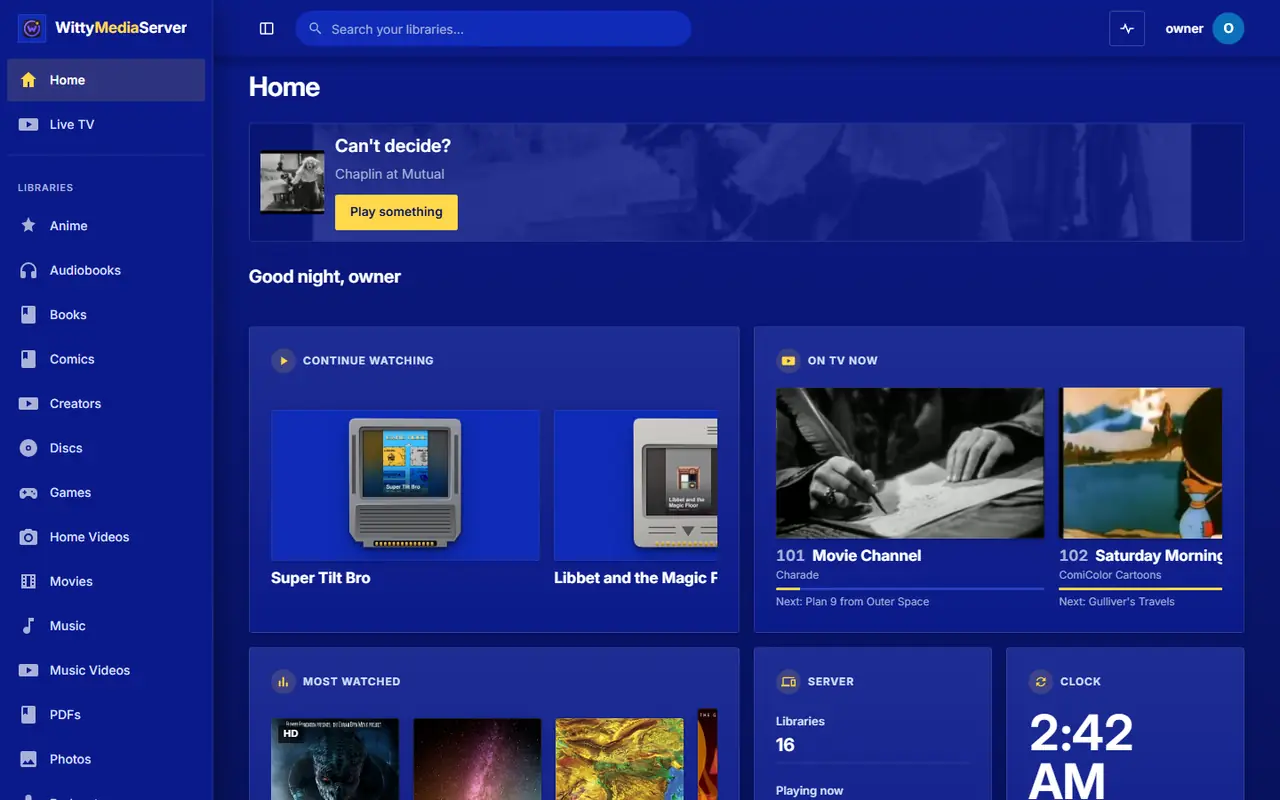 WittyMediaServer
Search your libraries...
owner
O
Home
Live TV
LIBRARIES
Anime
Audiobooks
Books
Comics
Creators
Discs
Games
Home Videos
Movies
Music
Music Videos
PDFs
Photos
Home
Can't decide?
Chaplin at Mutual
Play something
Good night, owner
CONTINUE WATCHING
Super Tilt Bro
Super Tilt Bro
Libbet and the
Magic Floor
Libbet and the Magic F
ON TV NOW
101 Movie Channel
Charade
Next: Plan 9 from Outer Space
102 Saturday Morning
ComiColor Cartoons
Next: Gulliver's Travels
MOST WATCHED
HD
SERVER
Libraries
16
Playing now
CLOCK
2:42
AM